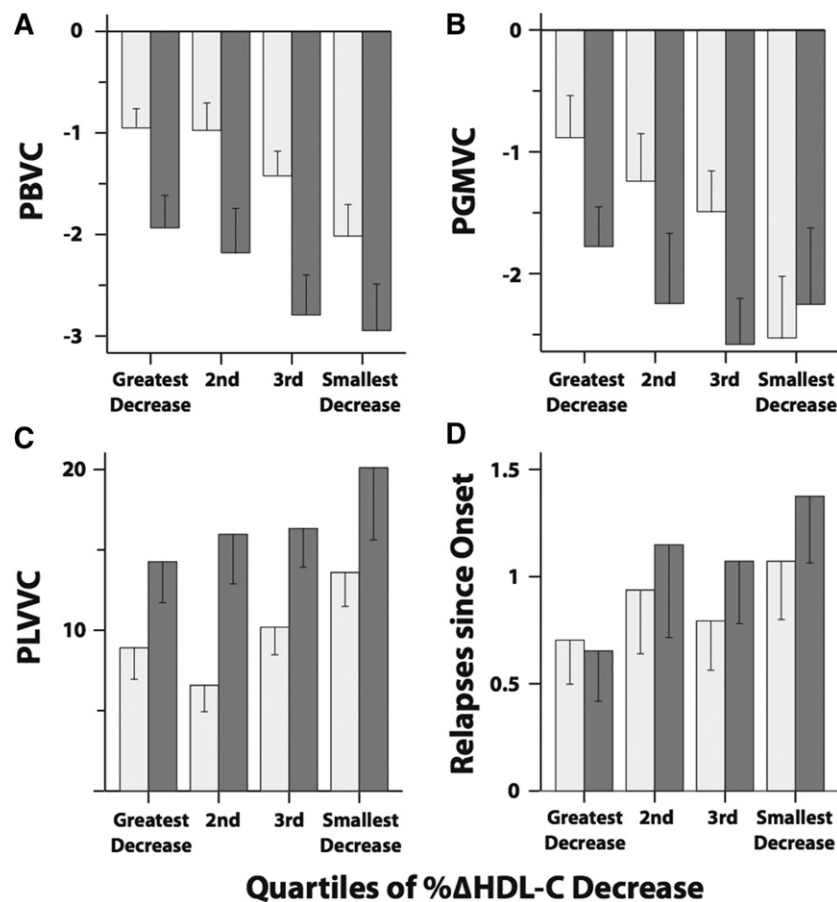 A
PBVC
0
-1
-2
-3
Greatest Decrease
2nd
3rd
Smallest Decrease
B
PGMVC
0
-1
-2
Greatest Decrease
2nd
3rd
Smallest Decrease
C
PLVVC
20
10
Greatest Decrease
2nd
3rd
Smallest Decrease
D
Relapses since Onset
1.5
1
0.5
0
Greatest Decrease
2nd
3rd
Smallest Decrease
Quartiles of %ΔHDL-C Decrease